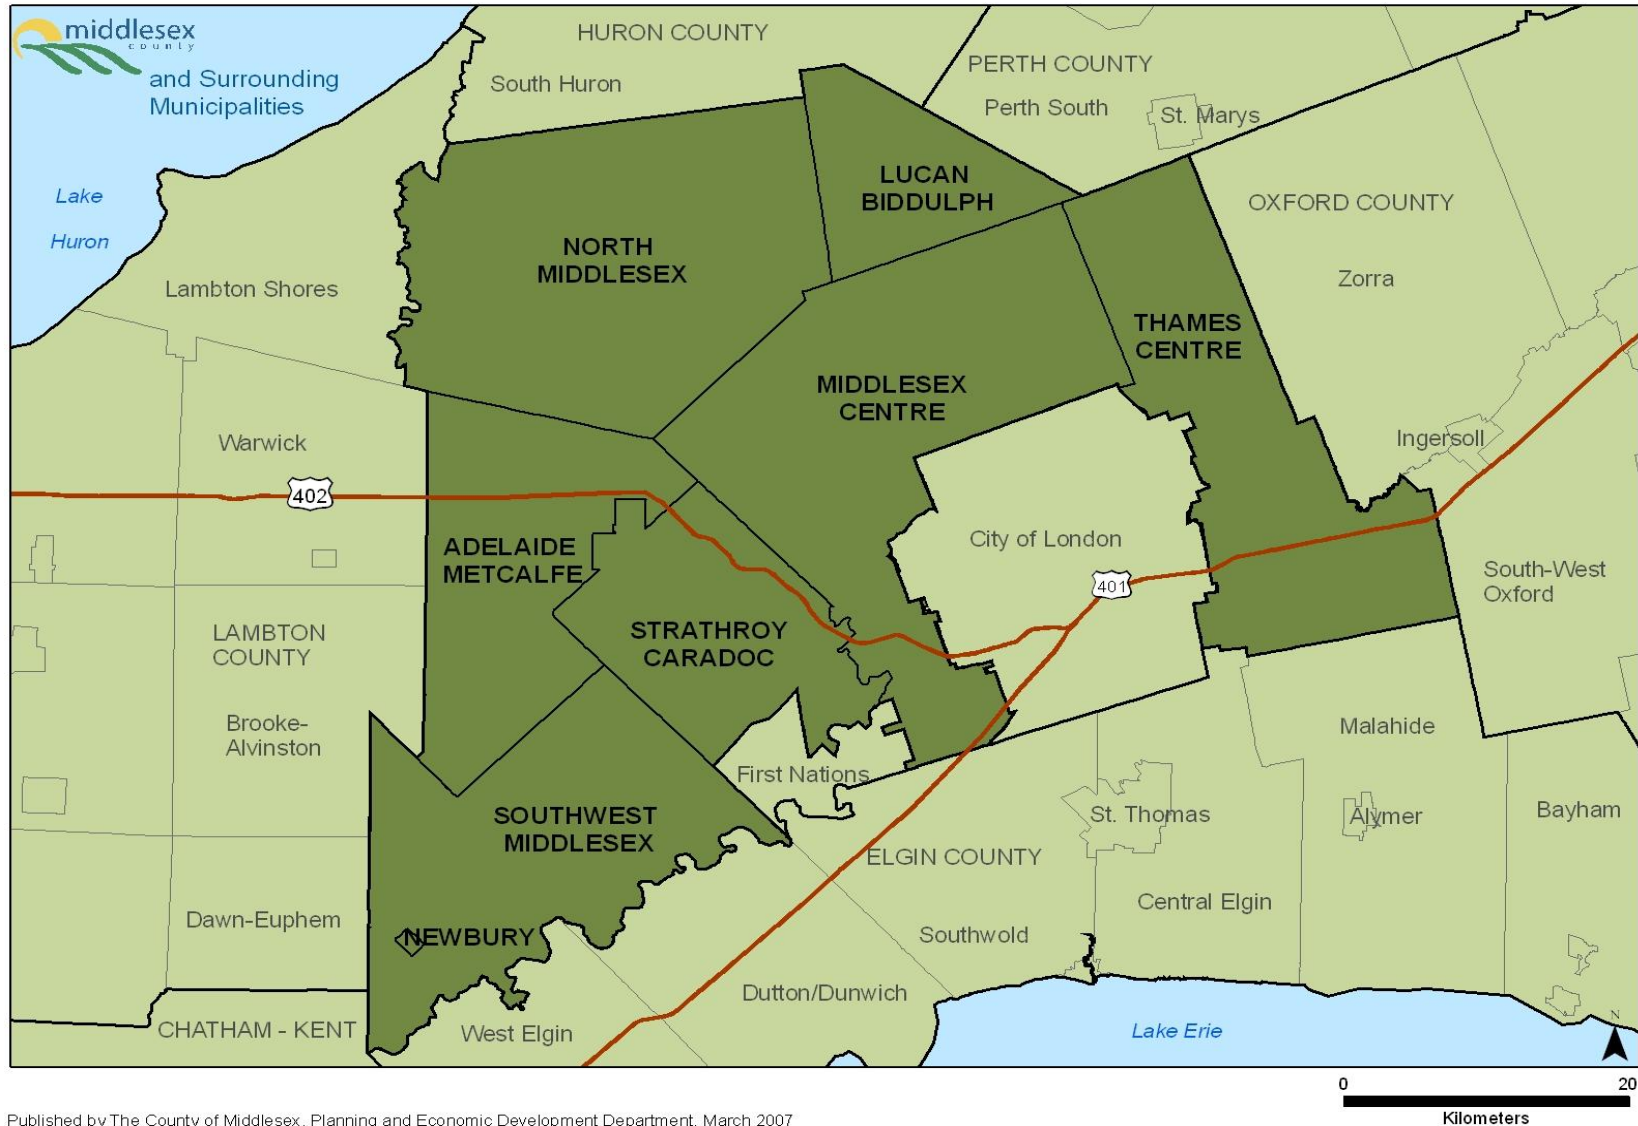 middlesex
county
and Surrounding
Municipalities
HURON COUNTY
South Huron
PERTH COUNTY
Perth South
St. Marys
Lake
Huron
LUCAN
BIDDULPH
OXFORD COUNTY
NORTH
MIDDLESEX
Zorra
Lambton Shores
THAMES
CENTRE
MIDDLESEX
CENTRE
Warwick
Ingersoll
402
ADELAIDE
METCALFE
City of London
401
South-West
Oxford
LAMBTON
COUNTY
STRATHROY
CARADOC
Brooke-
Alvinston
Malahide
First Nations
SOUTHWEST
MIDDLESEX
St. Thomas
Alymer
Bayham
ELGIN COUNTY
Dawn-Euphem
Central Elgin
NEWBURY
Southwold
Dutton/Dunwich
CHATHAM - KENT
West Elgin
Lake Erie
N
0 20
Kilometers
Published by The County of Middlesex, Planning and Economic Development Department, March 2007